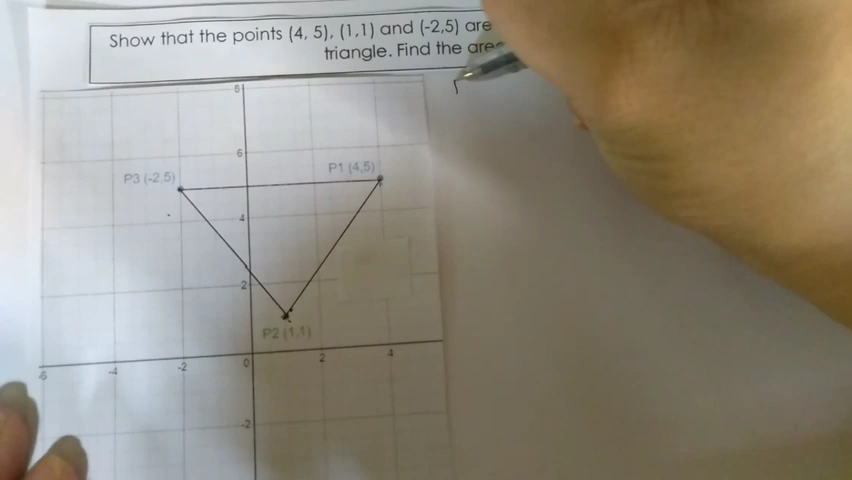 Show that the points (4, 5), (1,1) and (-2,5) are
triangle. Find the
8
6
P1 (4,5)
P3 (-2,5)
4
2
P2 (1,1)
-6 -4 -2 0 2 4
-2